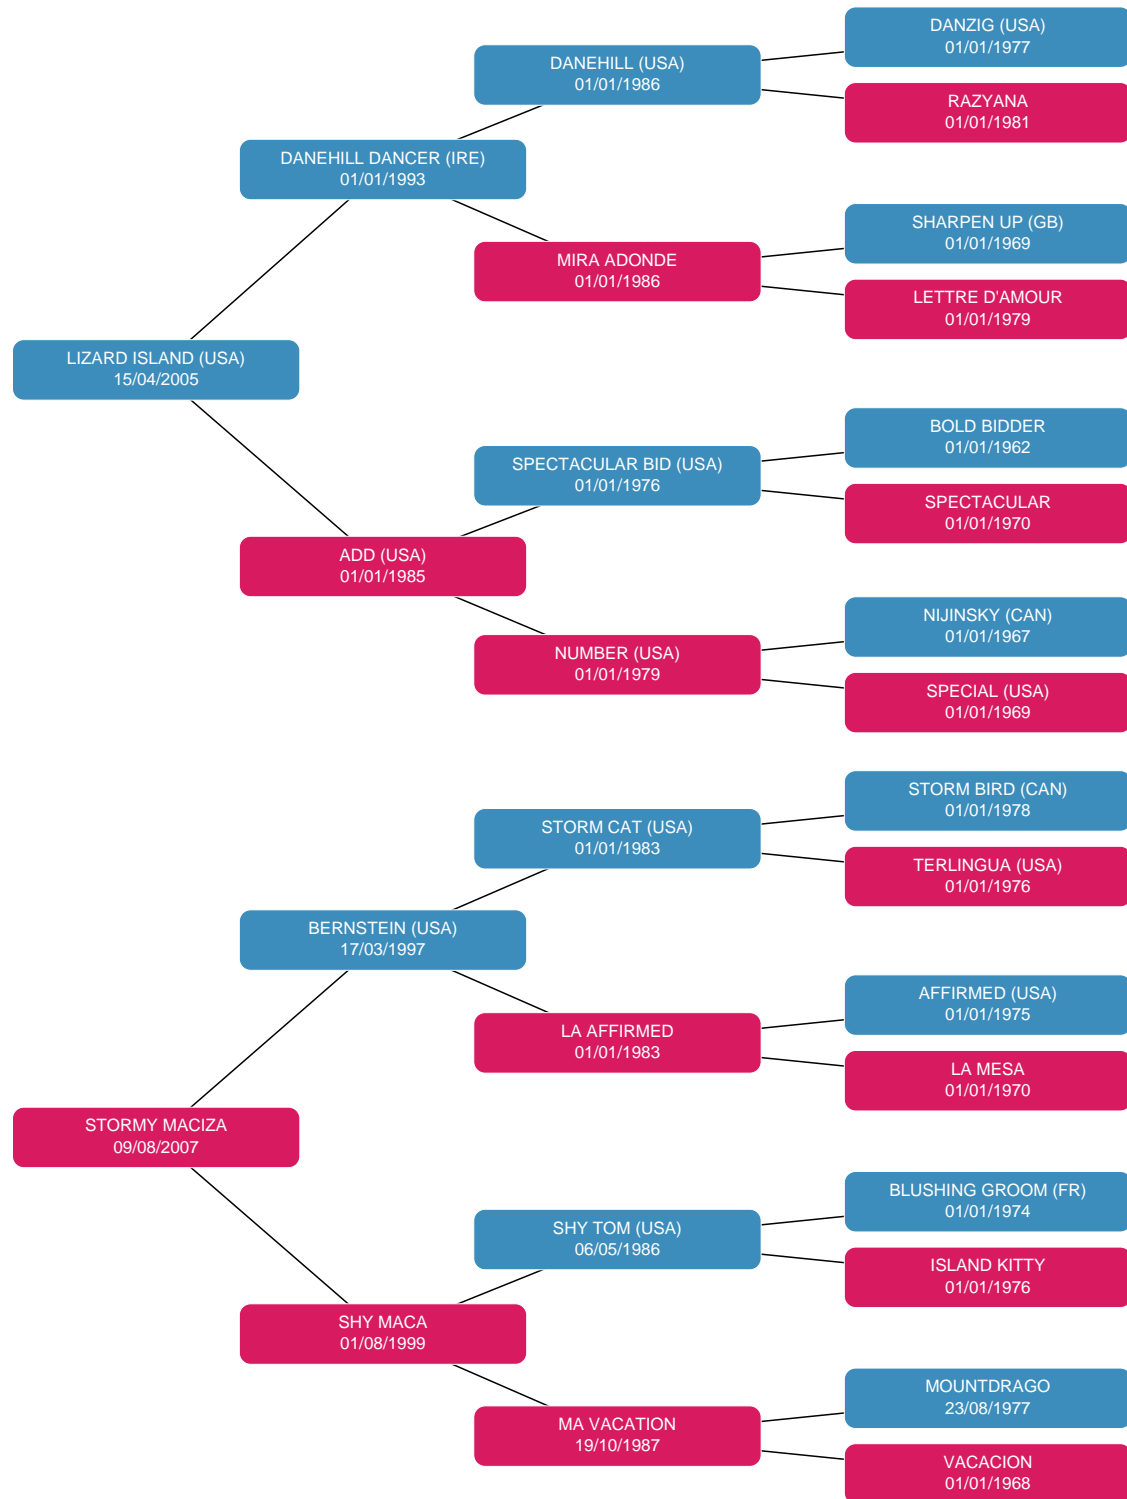 DANZIG (USA)
01/01/1977
DANEHILL (USA)
01/01/1986
RAZYANA
01/01/1981
DANEHILL DANCER (IRE)
01/01/1993
SHARPEN UP (GB)
01/01/1969
MIRA ADONDE
01/01/1986
LETTRE D'AMOUR
01/01/1979
LIZARD ISLAND (USA)
15/04/2005
BOLD BIDDER
01/01/1962
SPECTACULAR BID (USA)
01/01/1976
SPECTACULAR
01/01/1970
ADD (USA)
01/01/1985
NIJINSKY (CAN)
01/01/1967
NUMBER (USA)
01/01/1979
SPECIAL (USA)
01/01/1969
STORM BIRD (CAN)
01/01/1978
STORM CAT (USA)
01/01/1983
TERLINGUA (USA)
01/01/1976
BERNSTEIN (USA)
17/03/1997
AFFIRMED (USA)
01/01/1975
LA AFFIRMED
01/01/1983
LA MESA
01/01/1970
STORMY MACIZA
09/08/2007
BLUSHING GROOM (FR)
01/01/1974
SHY TOM (USA)
06/05/1986
ISLAND KITTY
01/01/1976
SHY MACA
01/08/1999
MOUNTDRAGO
23/08/1977
MA VACATION
19/10/1987
VACACION
01/01/1968